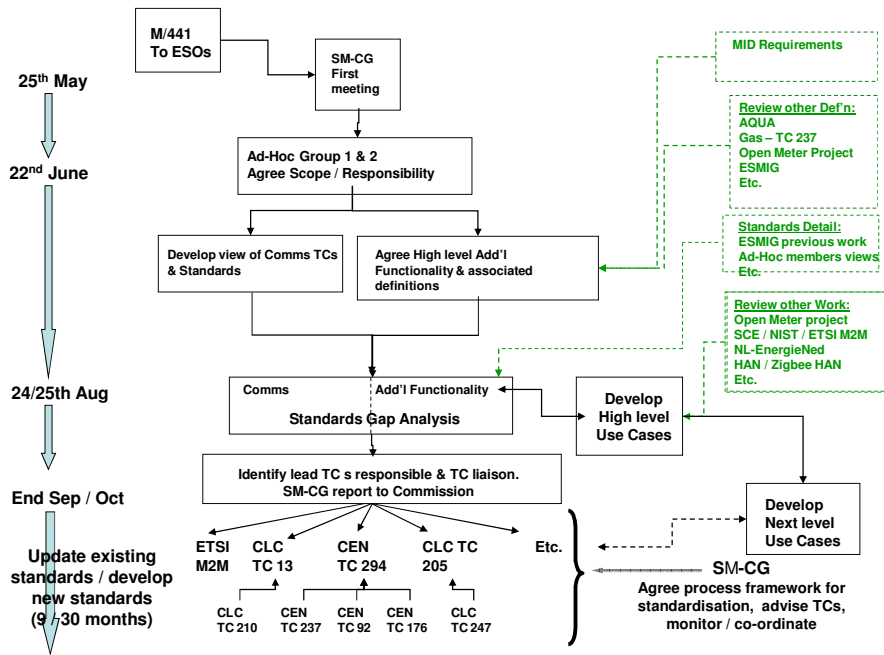 M/441
To ESOs
SM-CG
First
meeting
MID Requirements
25th May
Review other Def'n:
AQUA
Gas – TC 237
Open Meter Project
ESMIG
Etc.
Ad-Hoc Group 1 & 2
Agree Scope / Responsibility
22nd June
Standards Detail:
ESMIG previous work
Ad-Hoc members views
Etc.
Develop view of Comms TCs
& Standards
Agree High level Add'l
Functionality & associated
definitions
Review other Work:
Open Meter project
SCE / NIST / ETSI M2M
NL-EnergieNed
HAN / Zigbee HAN
Etc.
24/25th Aug
Comms
Add'l Functionality
Standards Gap Analysis
Develop
High level
Use Cases
Identify lead TC s responsible & TC liaison.
SM-CG report to Commission
End Sep / Oct
Develop
Next level
Use Cases
Update existing
standards / develop
new standards
(9 –30 months)
ETSI
M2M
CLC
TC 13
CEN
TC 294
CLC TC
205
Etc.
CLC
TC 210
CEN
TC 237
CEN
TC 92
CEN
TC 176
CLC
TC 247
SM-CG
Agree process framework for
standardisation, advise TCs,
monitor / co-ordinate